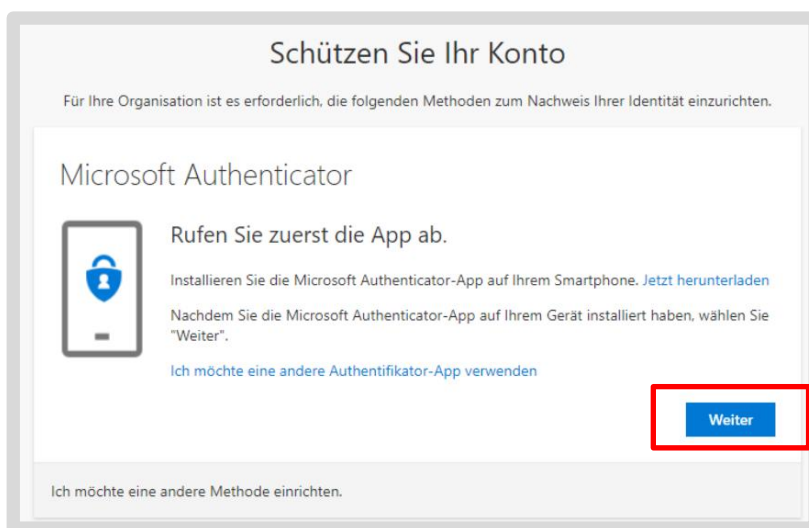 Schützen Sie Ihr Konto
Für Ihre Organisation ist es erforderlich, die folgenden Methoden zum Nachweis Ihrer Identität einzurichten.
Microsoft Authenticator
Rufen Sie zuerst die App ab.
Installieren Sie die Microsoft Authenticator-App auf Ihrem Smartphone. Jetzt herunterladen
Nachdem Sie die Microsoft Authenticator-App auf Ihrem Gerät installiert haben, wählen Sie
"Weiter".
Ich möchte eine andere Authentifikator-App verwenden
Weiter
Ich möchte eine andere Methode einrichten.